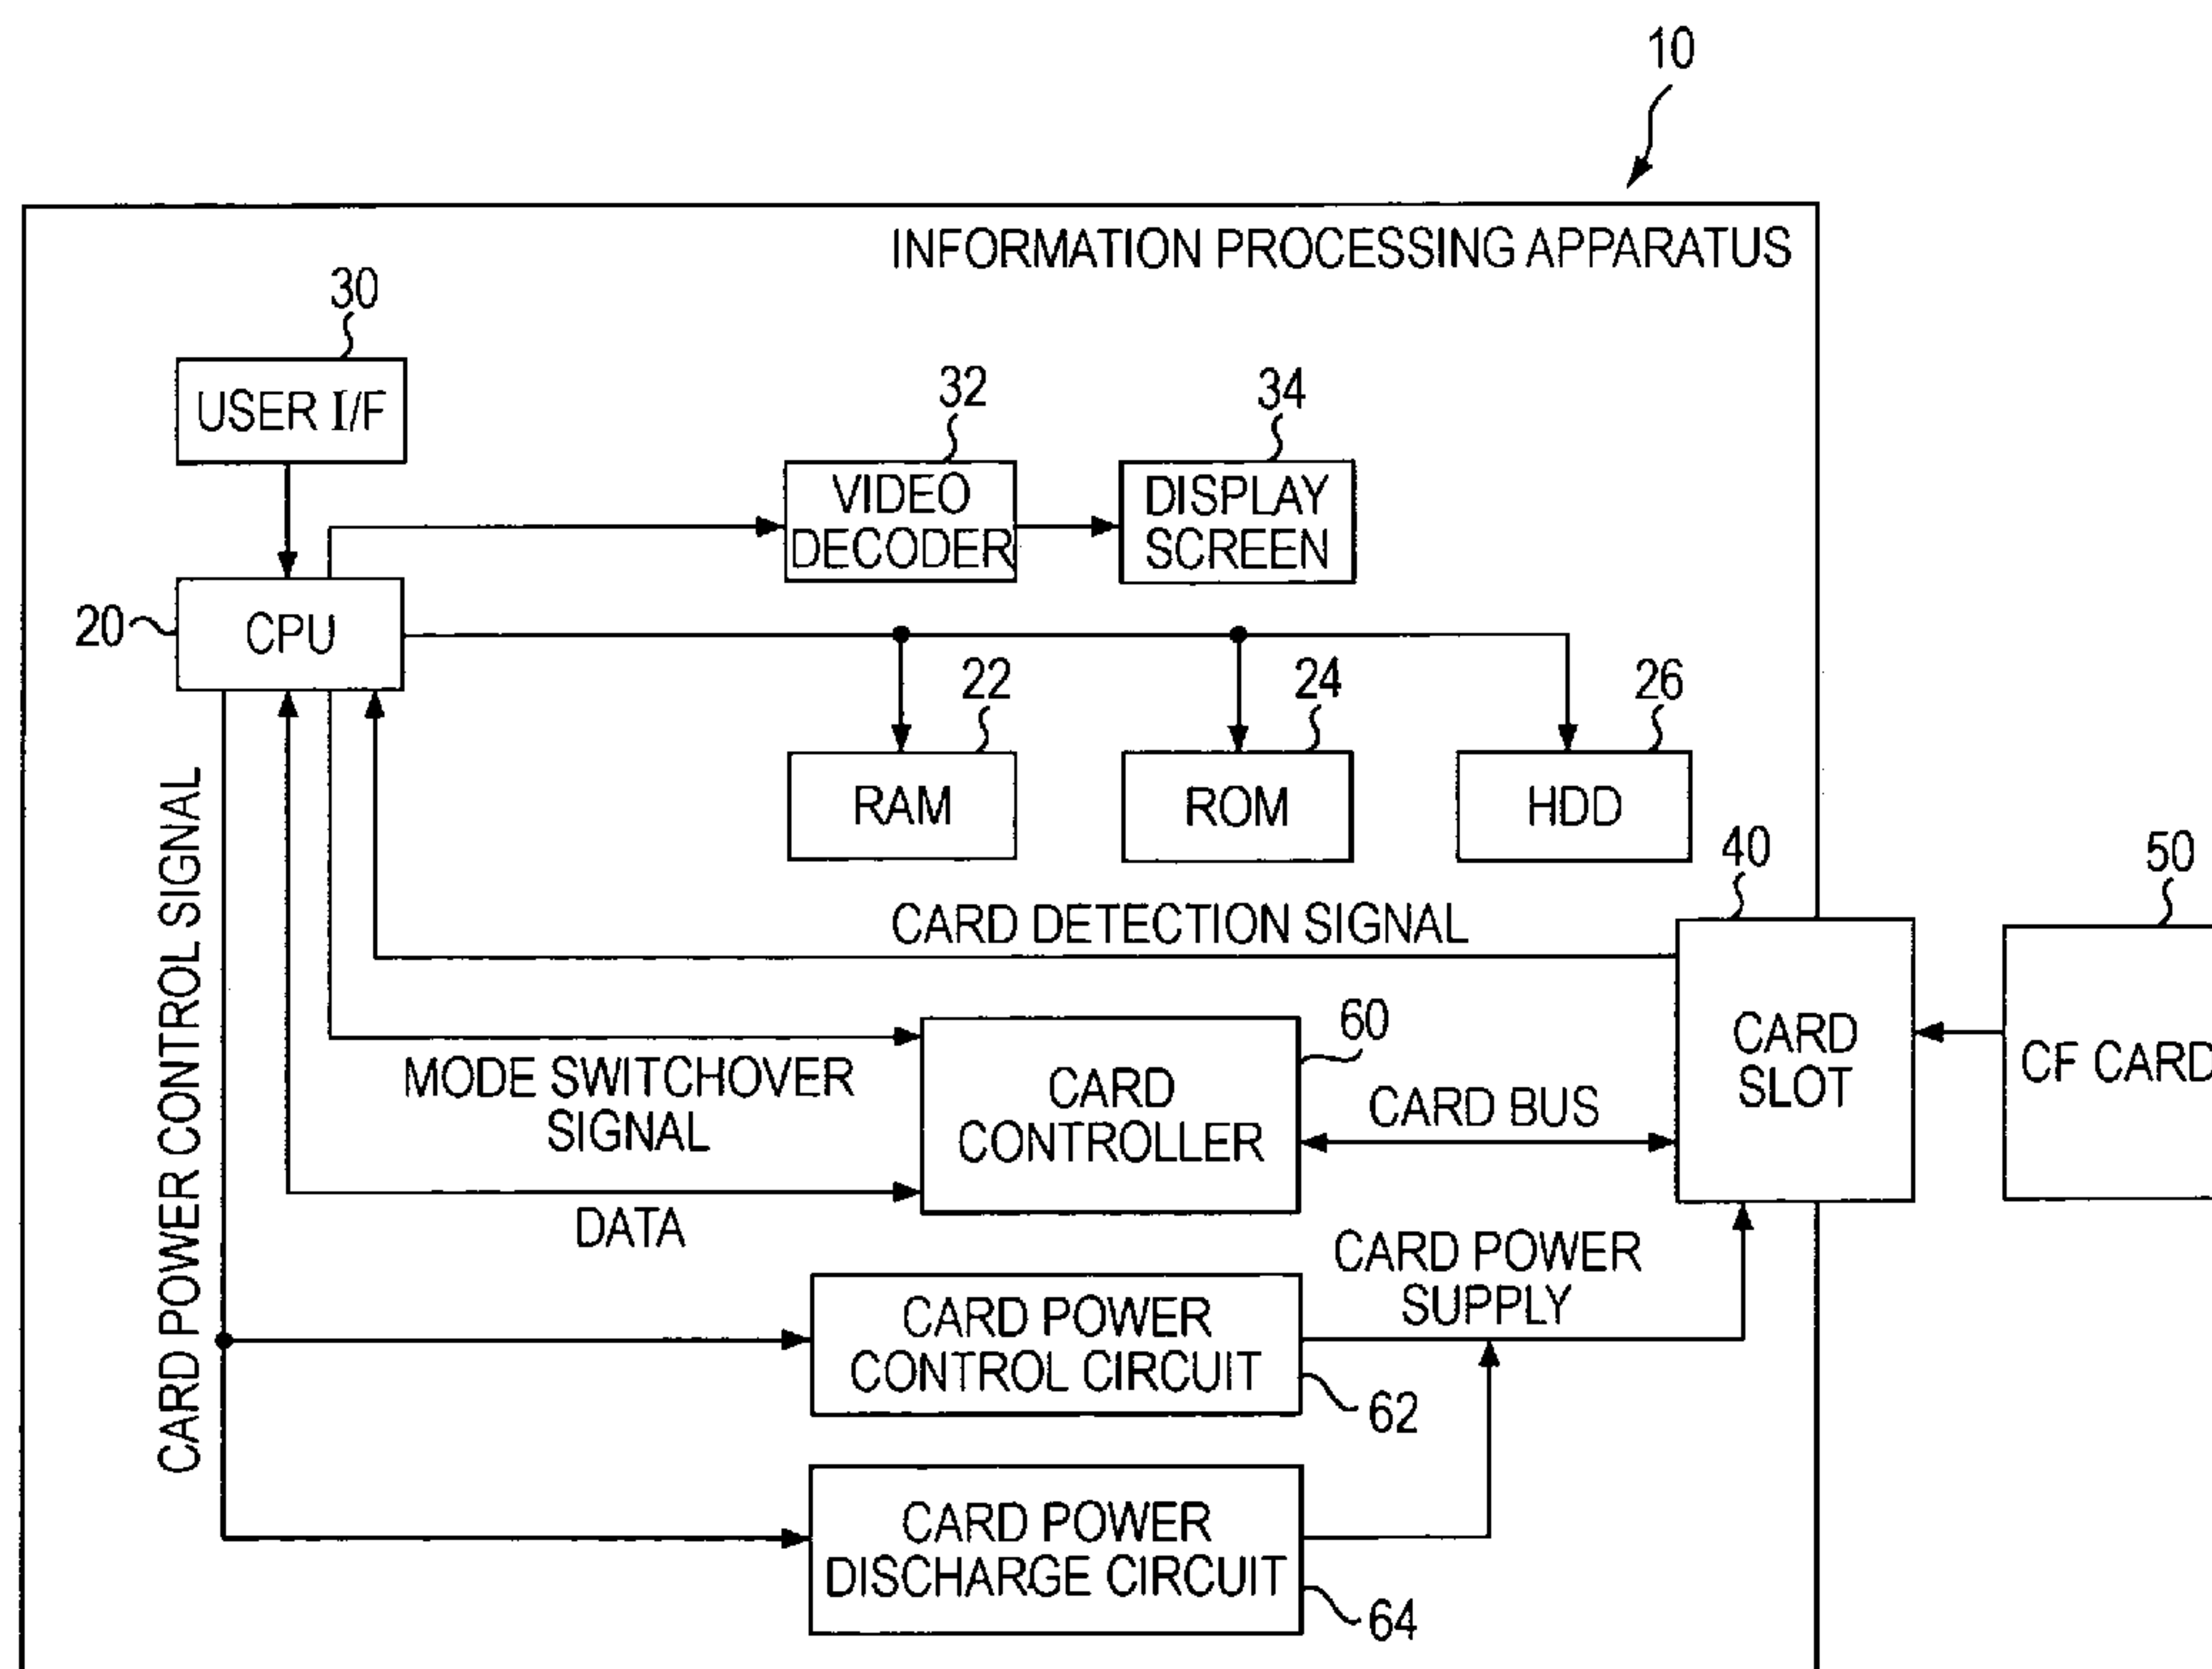 10
INFORMATION PROCESSING APPARATUS
30
USER I/F
32
VIDEO
DECODER
34
DISPLAY
SCREEN
20
CPU
22
RAM
24
ROM
26
HDD
CARD POWER CONTROL SIGNAL
CARD DETECTION SIGNAL
40
CARD
SLOT
50
CF CARD
MODE SWITCHOVER
SIGNAL
60
CARD
CONTROLLER
CARD BUS
DATA
CARD POWER
SUPPLY
CARD POWER
CONTROL CIRCUIT
62
CARD POWER
DISCHARGE CIRCUIT
64